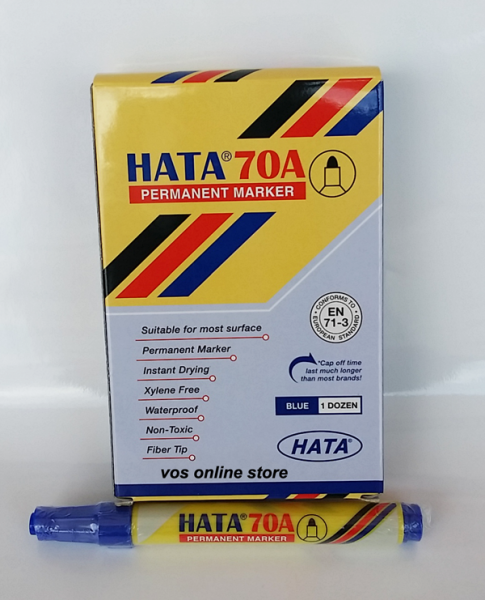 HATA® 70A
PERMANENT MARKER
CONFORMS TO
EN
71-3
EUROPEAN STANDARD
Suitable for most surface
Permanent Marker
Instant Drying
Xylene Free
Waterproof
Non-Toxic
Fiber Tip
*Cap off time
last much longer
than most brands!
BLUE 1 DOZEN
HATA®
vos online store
HATA® 70A
PERMANENT MARKER